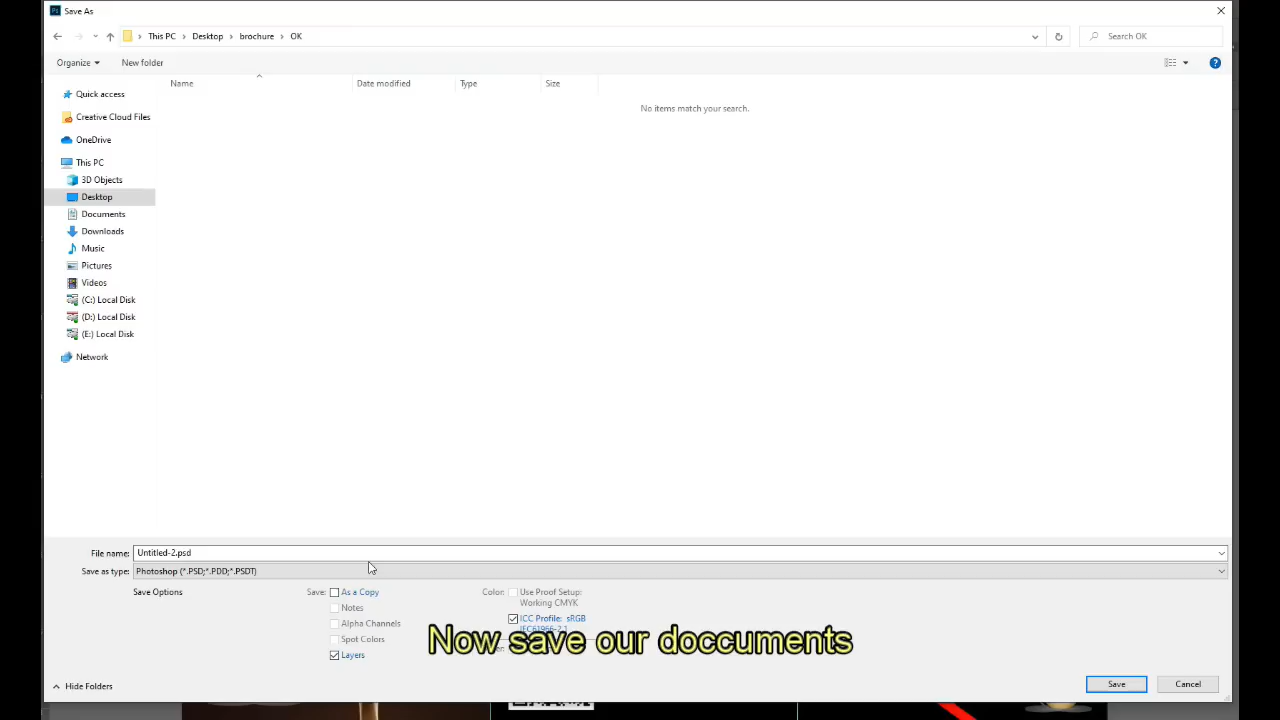 Save As
This PC > Desktop > brochure > OK
Search OK
Organize
New folder
Name
Date modified
Type
Size
No items match your search.
Quick access
Creative Cloud Files
OneDrive
This PC
3D Objects
Desktop
Documents
Downloads
Music
Pictures
Videos
(C:) Local Disk
(D:) Local Disk
(E:) Local Disk
Network
File name: Untitled-2.psd
Save as type: Photoshop (*.PSD;*.PDD;*.PSDT)
Save Options
Save: As a Copy
Notes
Alpha Channels
Spot Colors
Layers
Color: Use Proof Setup:
Working CMYK
ICC Profile: sRGB
IEC61966-2.1
Now save our doccuments
Hide Folders
Save
Cancel